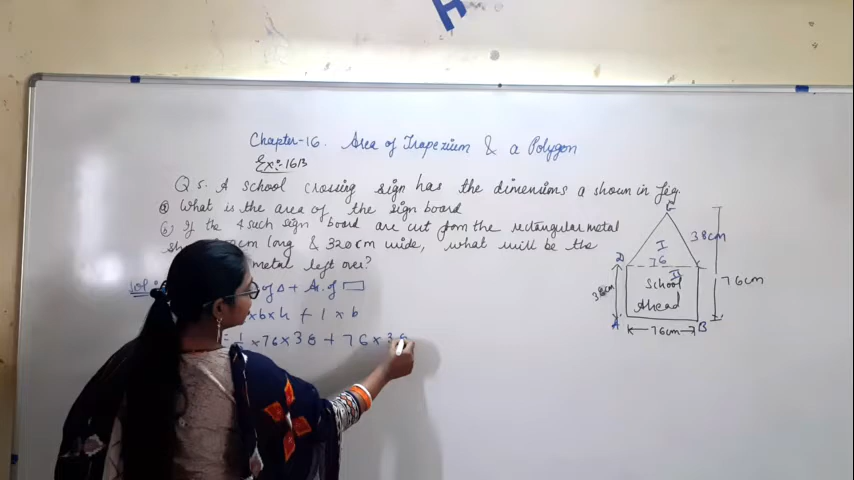 H
Chapter-16. Area of Trapezium & a Polygon
Ex:-16B
Q5. A school crossing sign has the dimensions a shown in fig.
(a) What is the area of the sign board
(b) If the 4 such sign board are cut from the rectangular metal
cm long & 320cm wide, what will be the
metal left over?
Sol: of Δ + Ar. of ▭
×b×h + l×b
= 1/2 ×76×38 + 76×38
38cm
I
76
D
II
School
Ahead
76cm
A
76cm
B